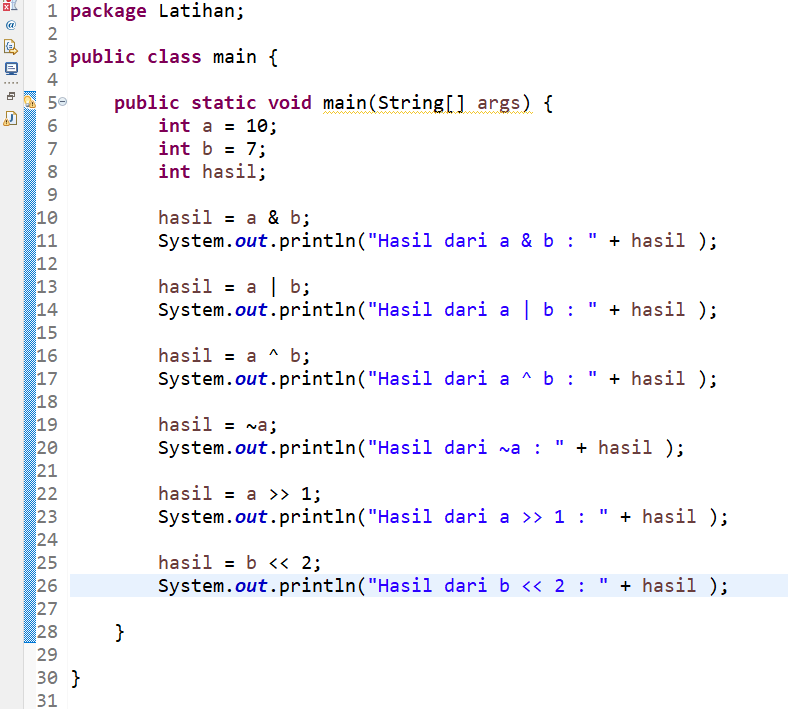 1 package Latihan;
2
3 public class main {
4
5 public static void main(String[] args) {
6 int a = 10;
7 int b = 7;
8 int hasil;
9
10 hasil = a & b;
11 System.out.println("Hasil dari a & b : " + hasil );
12
13 hasil = a | b;
14 System.out.println("Hasil dari a | b : " + hasil );
15
16 hasil = a ^ b;
17 System.out.println("Hasil dari a ^ b : " + hasil );
18
19 hasil = ~a;
20 System.out.println("Hasil dari ~a : " + hasil );
21
22 hasil = a >> 1;
23 System.out.println("Hasil dari a >> 1 : " + hasil );
24
25 hasil = b << 2;
26 System.out.println("Hasil dari b << 2 : " + hasil );
27
28 }
29
30 }
31